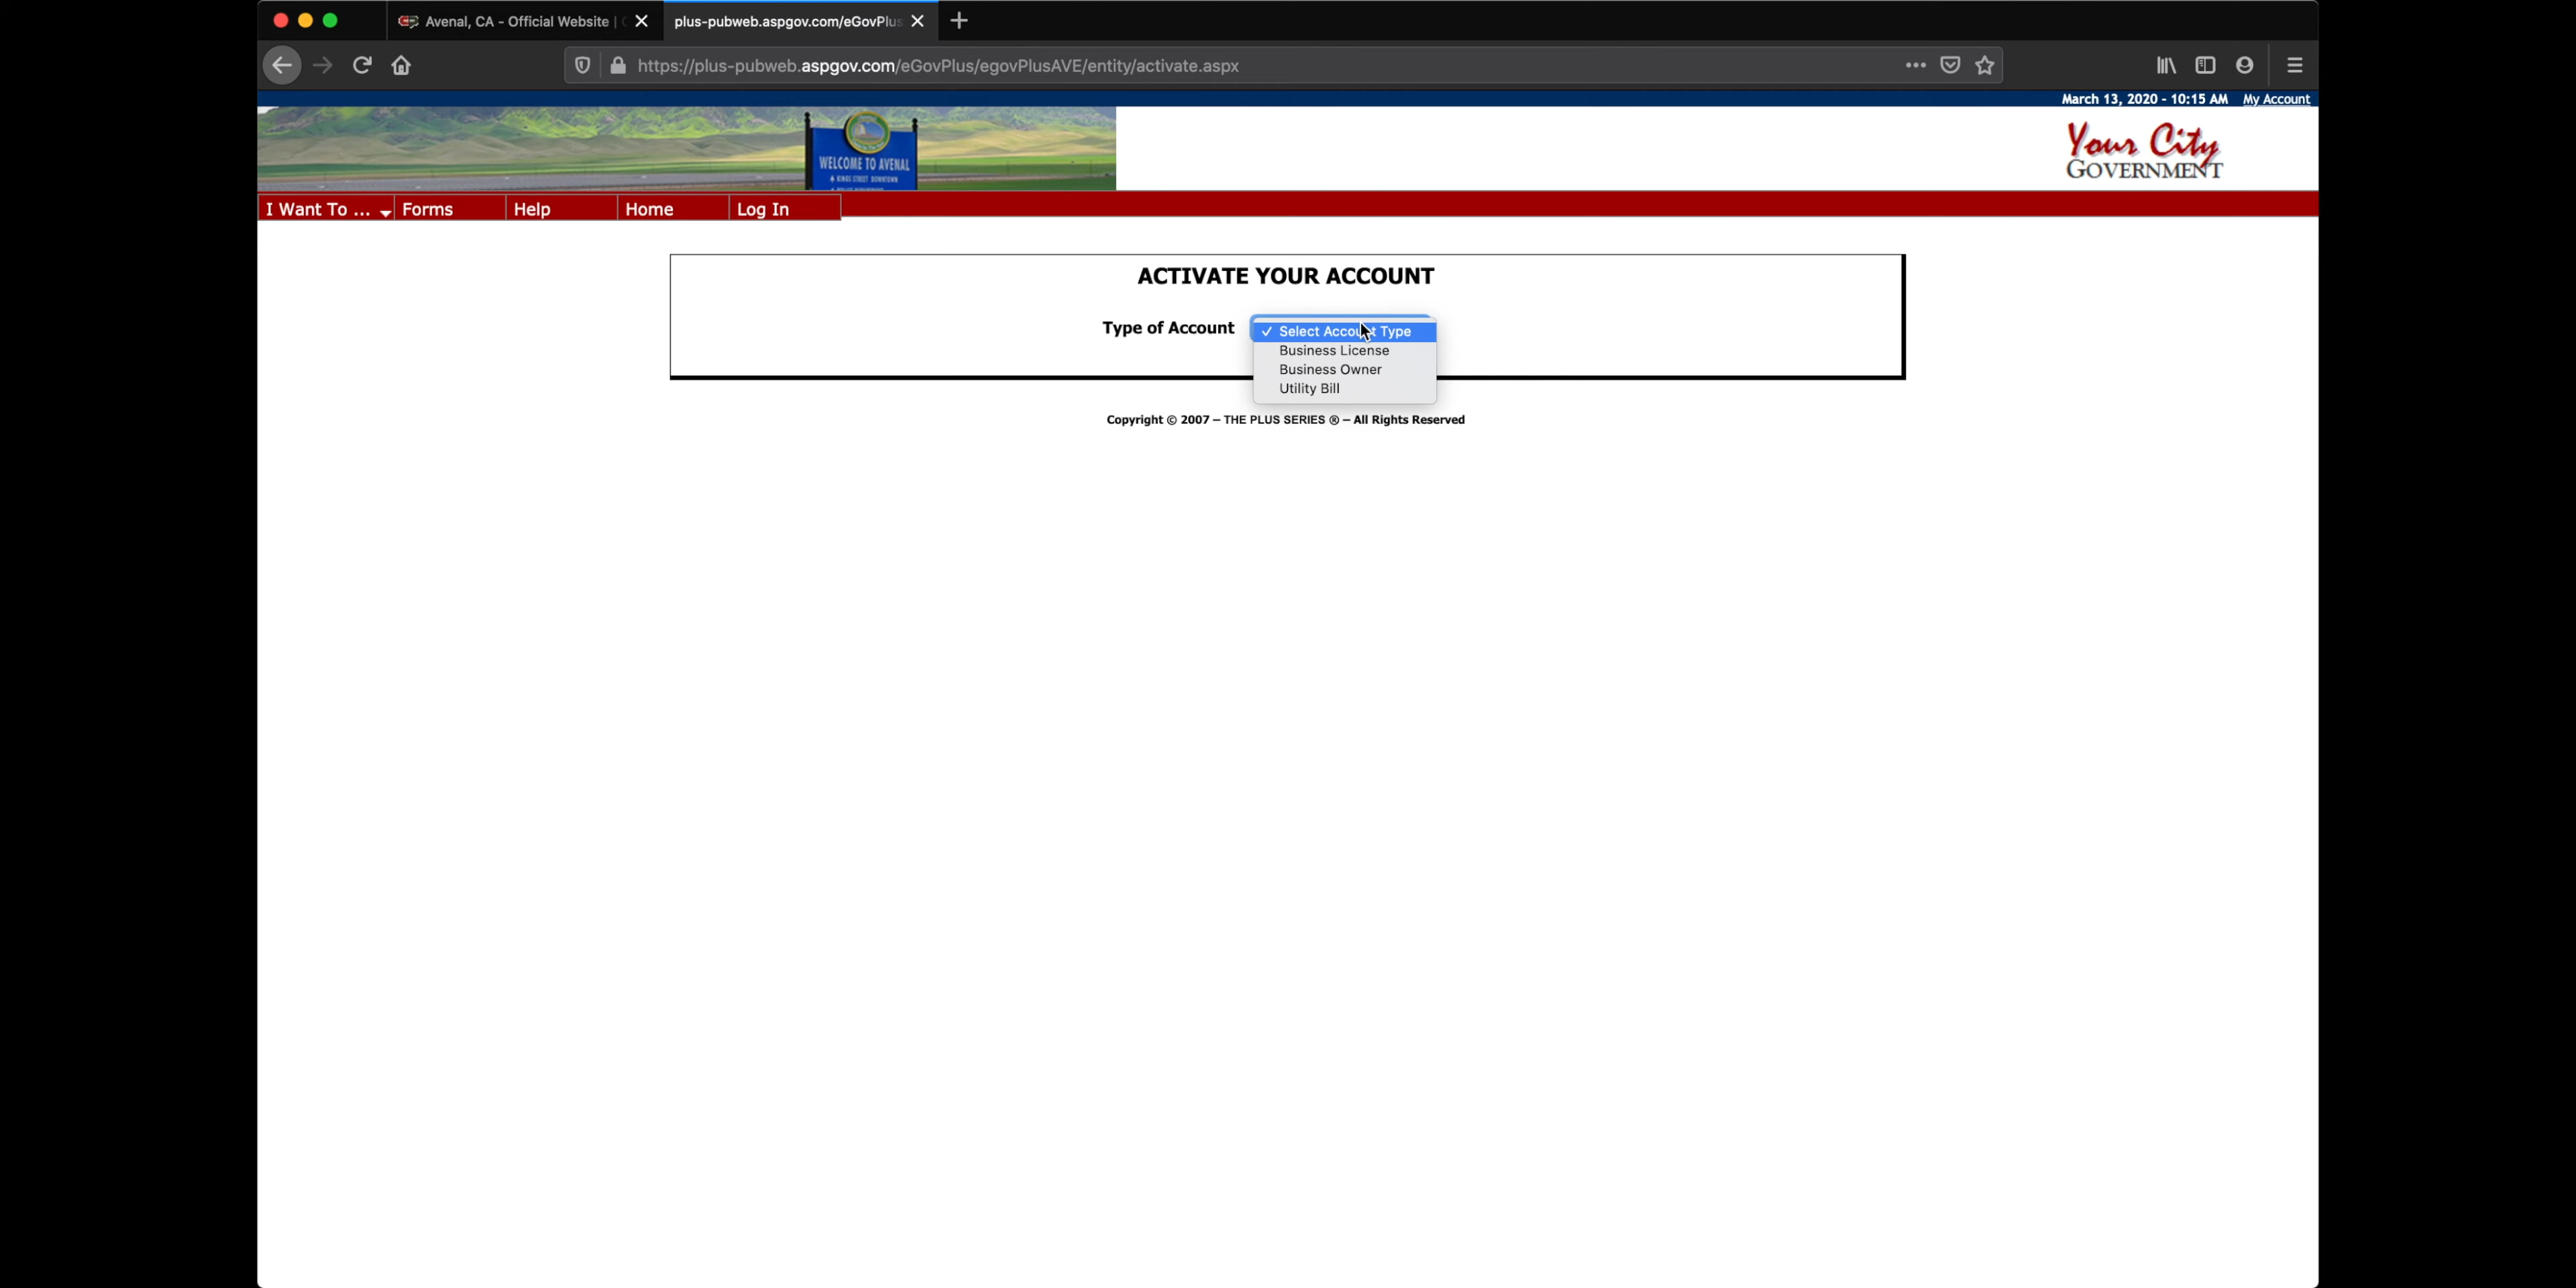 Avenal, CA - Official Website |
plus-pubweb.aspgov.com/eGovPlus
https://plus-pubweb.aspgov.com/eGovPlus/egovPlusAVE/entity/activate.aspx
March 13, 2020 - 10:15 AM My Account
WELCOME TO AVENAL
KINGS STREET DOWNTOWN
Your City
GOVERNMENT
I Want To ... Forms Help Home Log In
ACTIVATE YOUR ACCOUNT
Type of Account
✓ Select Account Type
Business License
Business Owner
Utility Bill
Copyright © 2007 – THE PLUS SERIES ® – All Rights Reserved